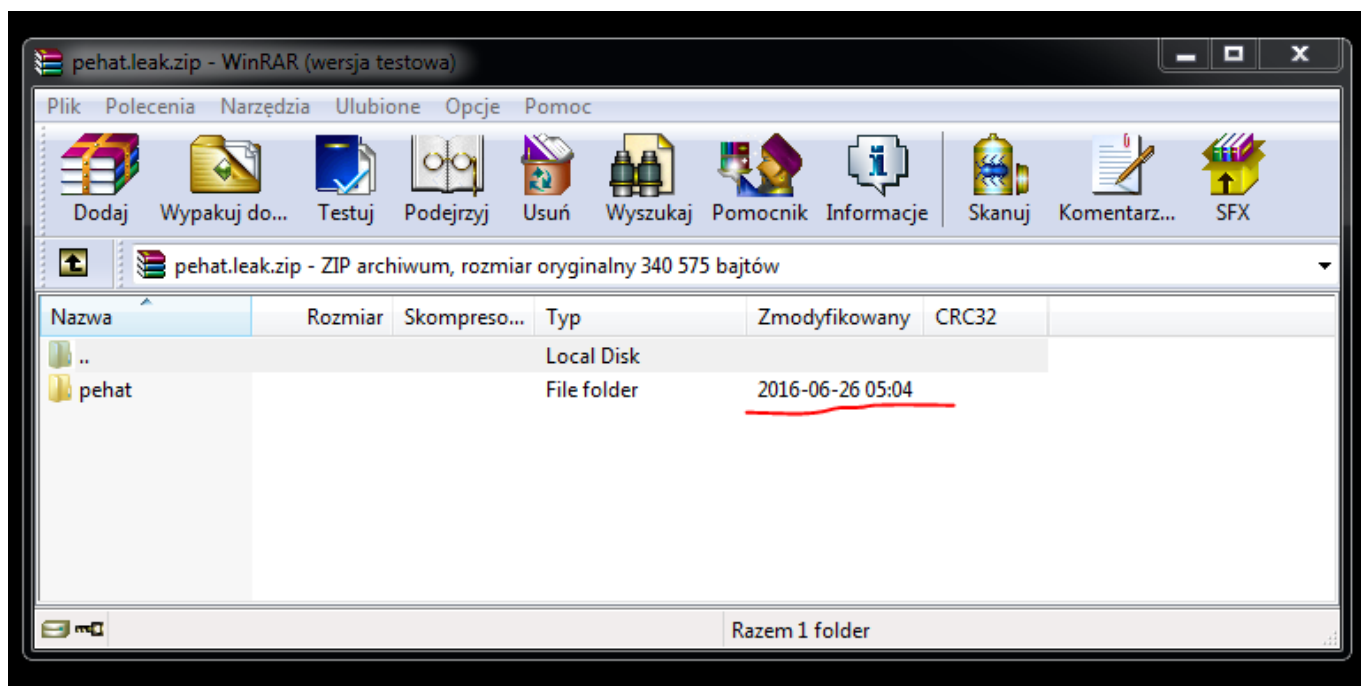 pehat.leak.zip - WinRAR (wersja testowa)
Plik Polecenia Narzędzia Ulubione Opcje Pomoc
Dodaj Wypakuj do... Testuj Podejrzyj Usuń Wyszukaj Pomocnik Informacje Skanuj Komentarz... SFX
pehat.leak.zip - ZIP archiwum, rozmiar oryginalny 340 575 bajtów
Nazwa Rozmiar Skompreso... Typ Zmodyfikowany CRC32
.. Local Disk
pehat File folder 2016-06-26 05:04
Razem 1 folder